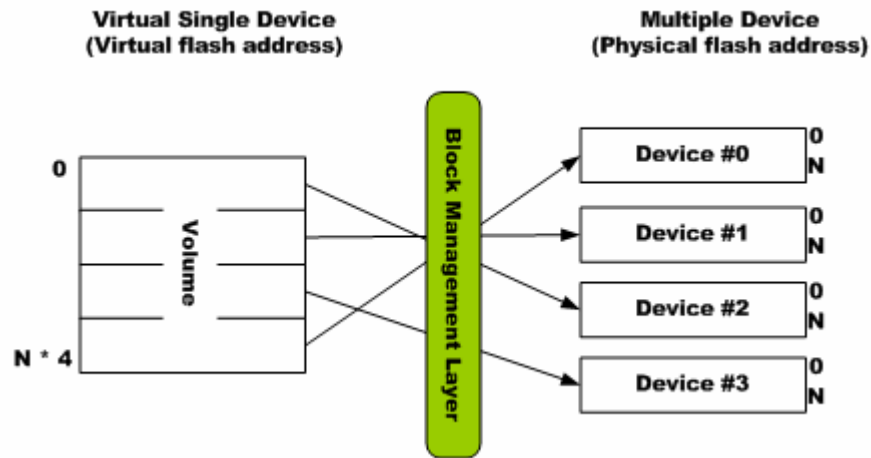 Virtual Single Device
(Virtual flash address)
Multiple Device
(Physical flash address)
0
Volume
N * 4
Block Management Layer
Device #0
0
N
Device #1
0
N
Device #2
0
N
Device #3
0
N